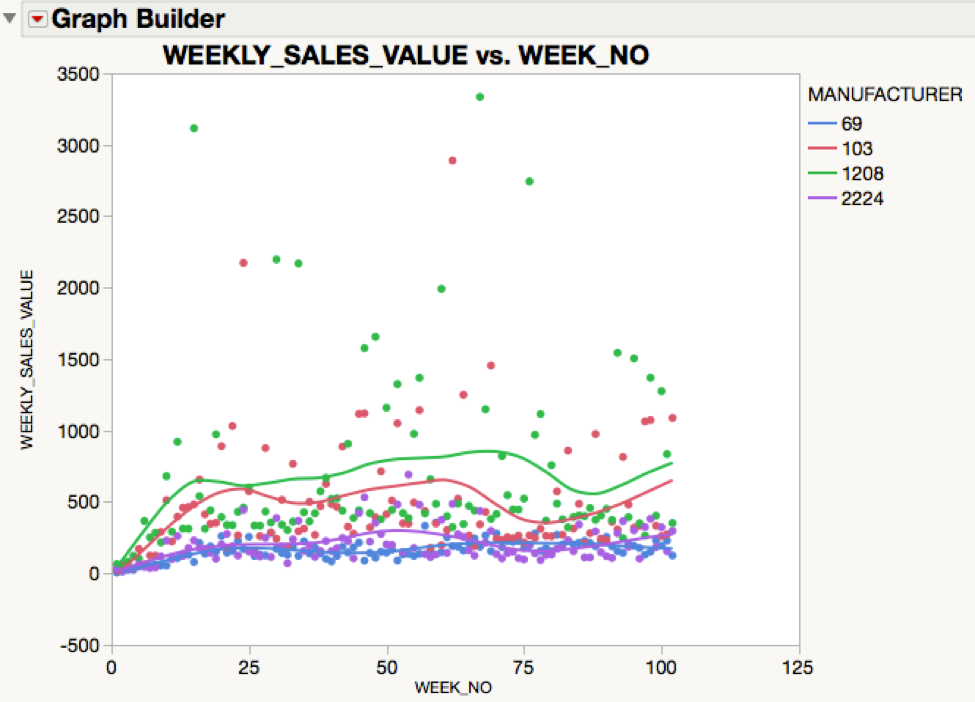 Graph Builder
WEEKLY_SALES_VALUE vs. WEEK_NO
WEEKLY_SALES_VALUE
3500
3000
2500
2000
1500
1000
500
0
-500
0 25 50 75 100 125
WEEK_NO
MANUFACTURER
69
103
1208
2224